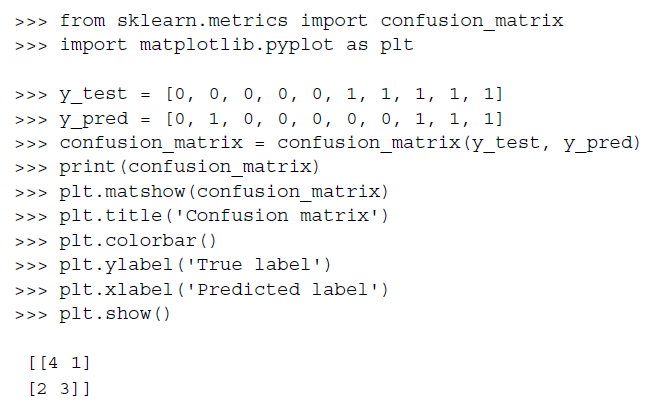 >>> from sklearn.metrics import confusion_matrix
>>> import matplotlib.pyplot as plt
>>> y_test = [0, 0, 0, 0, 0, 1, 1, 1, 1, 1]
>>> y_pred = [0, 1, 0, 0, 0, 0, 0, 1, 1, 1]
>>> confusion_matrix = confusion_matrix(y_test, y_pred)
>>> print(confusion_matrix)
>>> plt.matshow(confusion_matrix)
>>> plt.title('Confusion matrix')
>>> plt.colorbar()
>>> plt.ylabel('True label')
>>> plt.xlabel('Predicted label')
>>> plt.show()
[[4 1]
[2 3]]